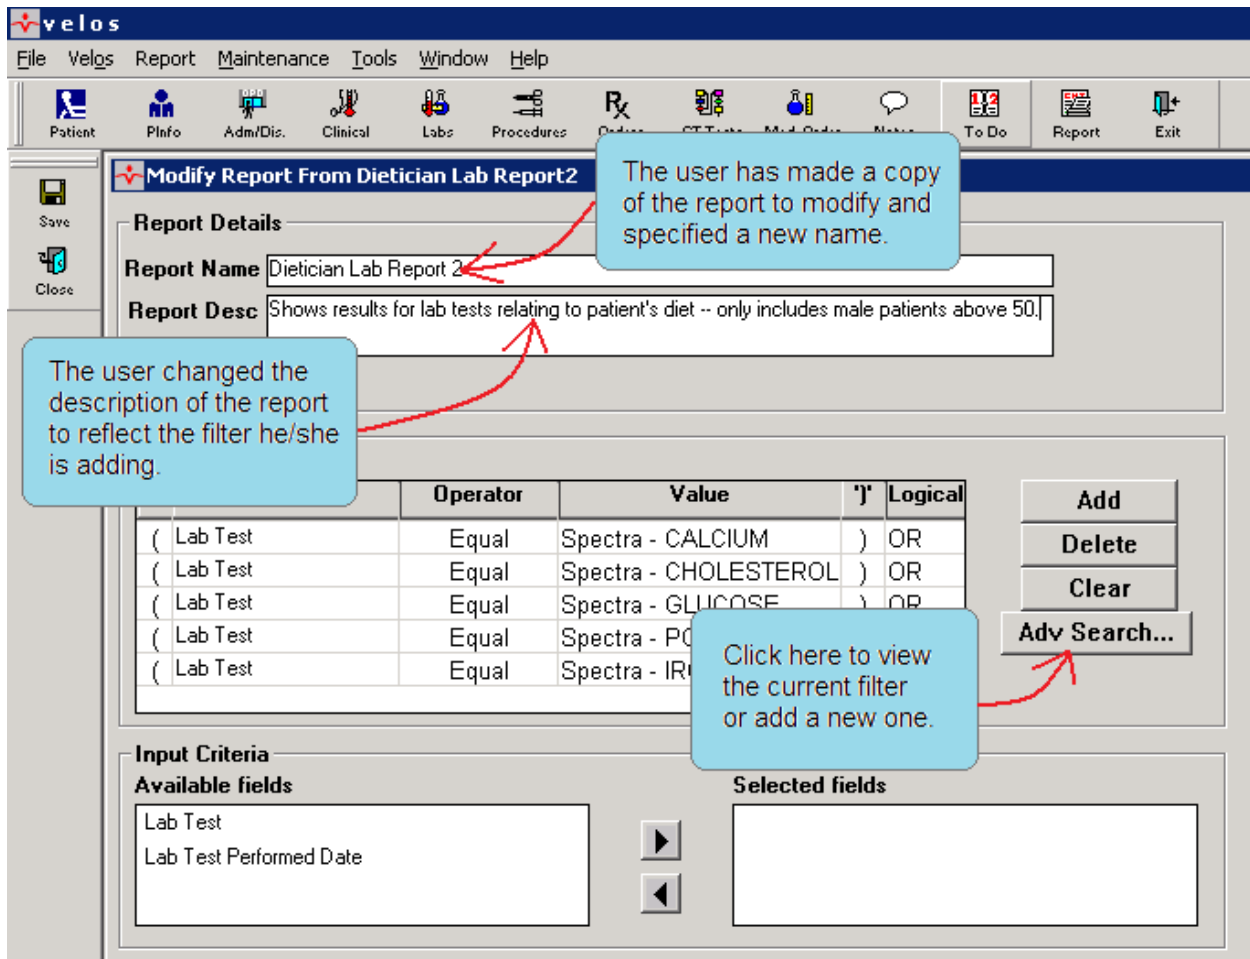 velos
File Velos Report Maintenance Tools Window Help
Patient PInfo Adm/Dis. Clinical Labs Procedures To Do Report Exit
Save
Close
Modify Report From Dietician Lab Report2
The user has made a copy
of the report to modify and
specified a new name.
Report Details
Report Name Dietician Lab Report 2
Report Desc Shows results for lab tests relating to patient's diet -- only includes male patients above 50.
The user changed the
description of the report
to reflect the filter he/she
is adding.
Operator Value ')' Logical
( Lab Test Equal Spectra - CALCIUM ) OR
( Lab Test Equal Spectra - CHOLESTEROL ) OR
( Lab Test Equal Spectra - GLUCOSE ) OR
( Lab Test Equal Spectra - PO
( Lab Test Equal Spectra - IR
Add
Delete
Clear
Adv Search...
Click here to view
the current filter
or add a new one.
Input Criteria
Available fields
Lab Test
Lab Test Performed Date
Selected fields